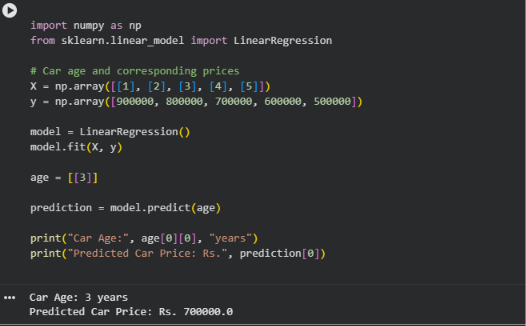 import numpy as np
from sklearn.linear_model import LinearRegression
# Car age and corresponding prices
X = np.array([[1], [2], [3], [4], [5]])
y = np.array([900000, 800000, 700000, 600000, 500000])
model = LinearRegression()
model.fit(X, y)
age = [[3]]
prediction = model.predict(age)
print("Car Age:", age[0][0], "years")
print("Predicted Car Price: Rs.", prediction[0])
Car Age: 3 years
Predicted Car Price: Rs. 700000.0